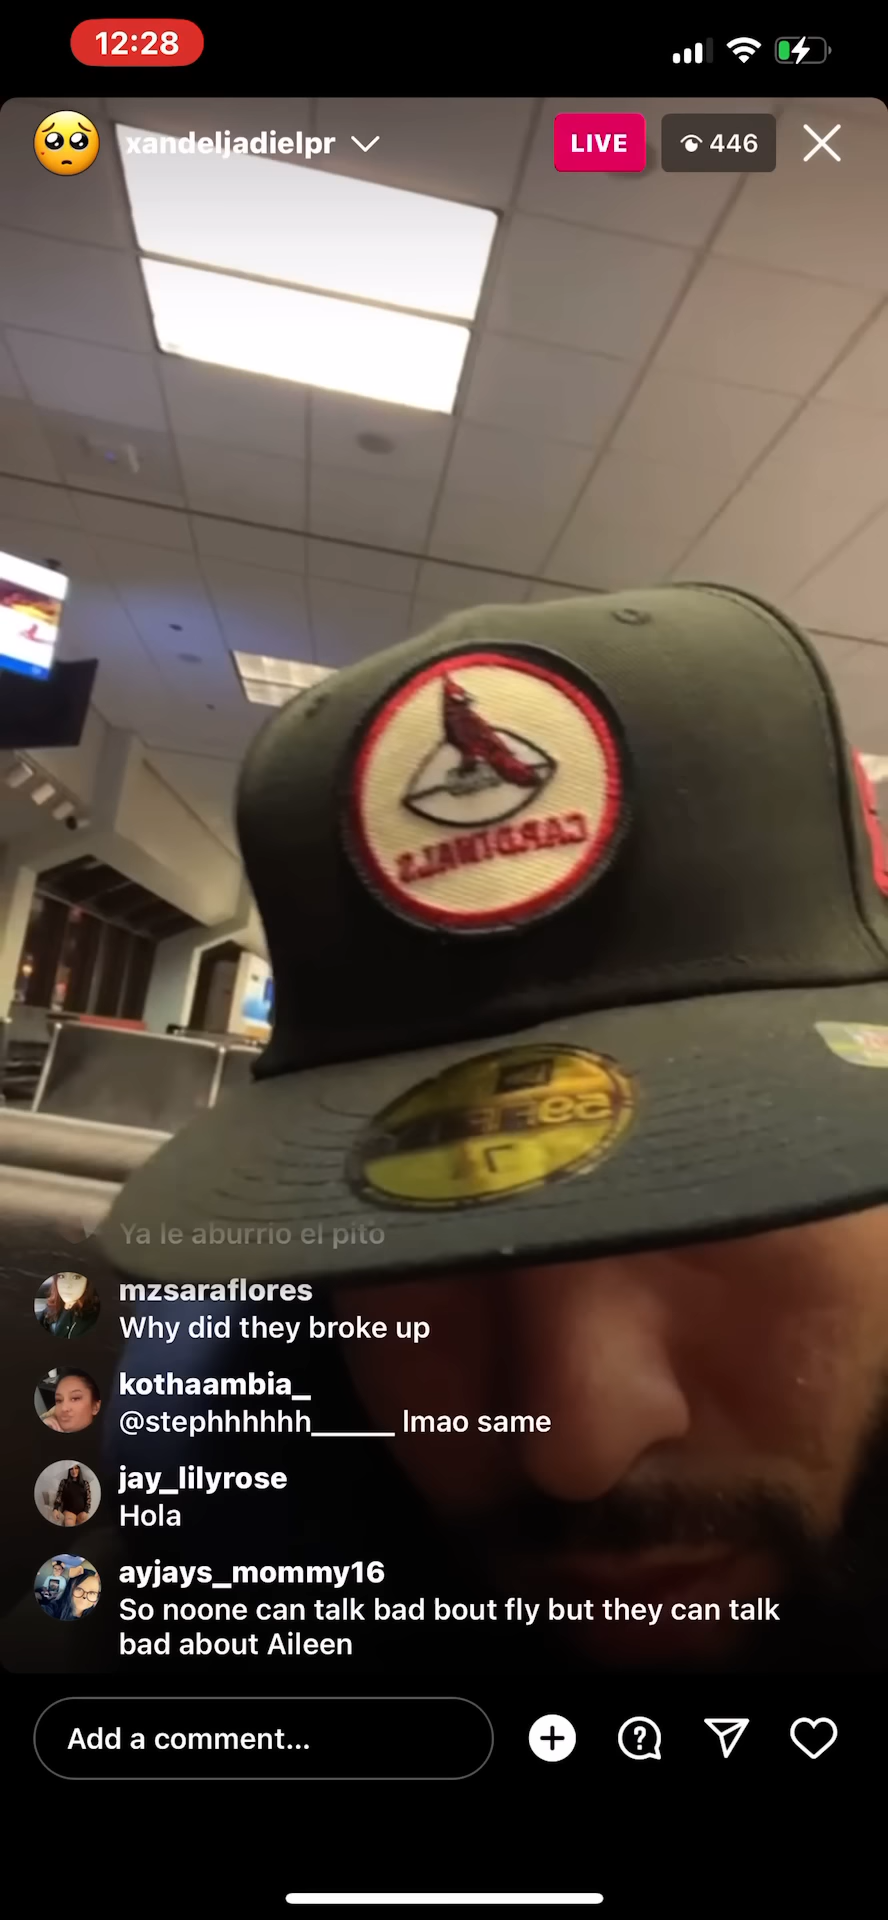 12:28
xandeljadielpr
LIVE
446
CARDINALS
59FIFTY
Ya le aburrio el pito
mzsaraflores
Why did they broke up
kothaambia_
@stephhhhhh______ lmao same
jay_lilyrose
Hola
ayjays_mommy16
So noone can talk bad bout fly but they can talk
bad about Aileen
Add a comment...